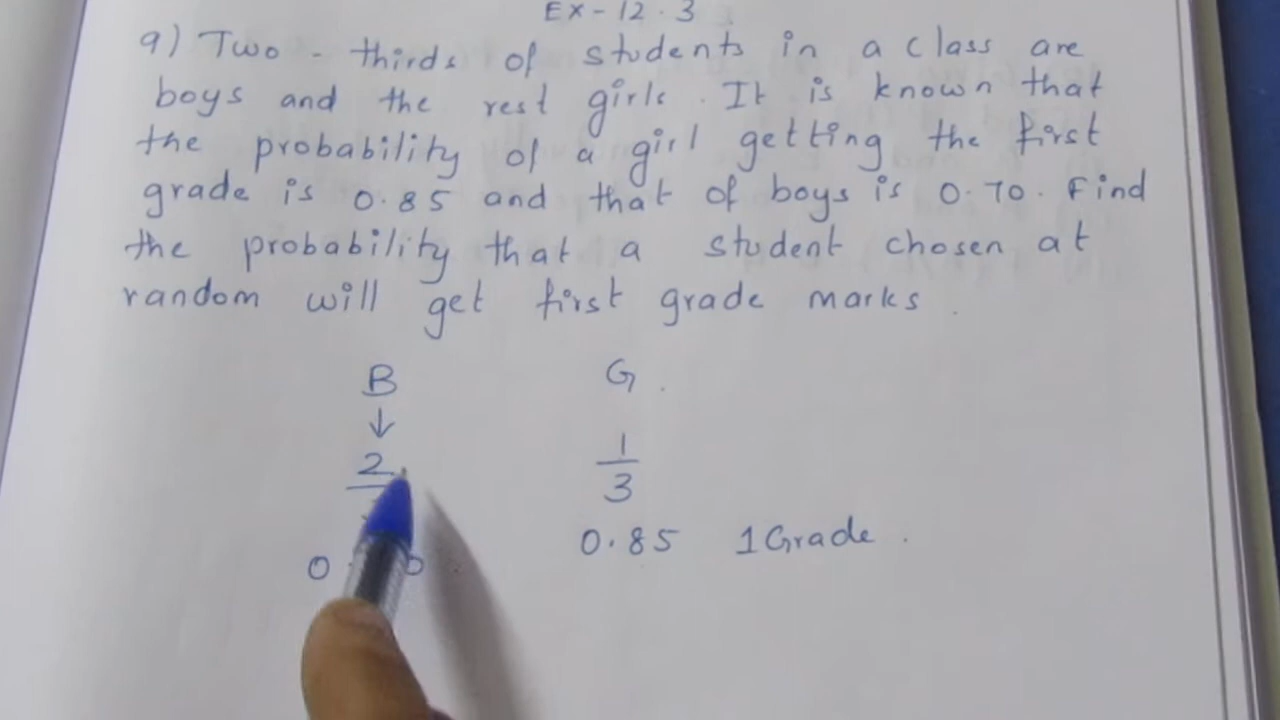 EX-12.3
9) Two - thirds of students in a class are
boys and the rest girls. It is known that
the probability of a girl getting the first
grade is 0.85 and that of boys is 0.70. Find
the probability that a student chosen at
random will get first grade marks.
B G.
↓
2 1
3
0.85 1 Grade.
0